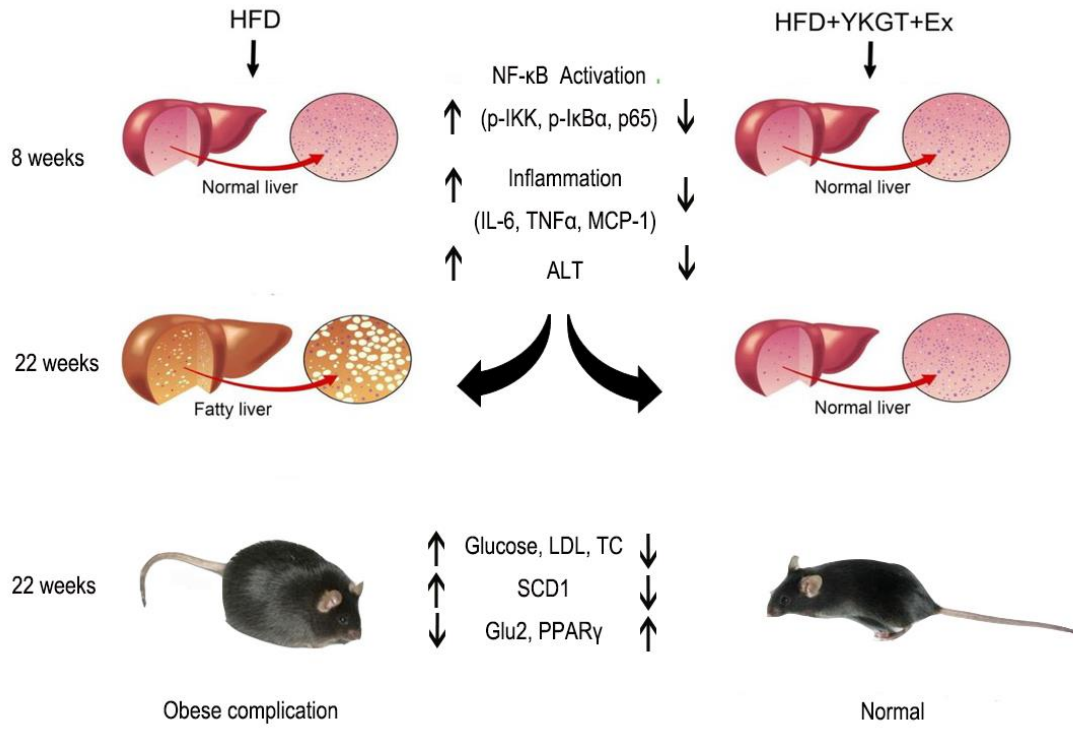 HFD
HFD+YKGT+Ex
NF-κB Activation
(p-IKK, p-IκBα, p65)
8 weeks
Normal liver
Inflammation
Normal liver
(IL-6, TNFα, MCP-1)
ALT
22 weeks
Fatty liver
Normal liver
22 weeks
Glucose, LDL, TC
SCD1
Glu2, PPARγ
Obese complication
Normal